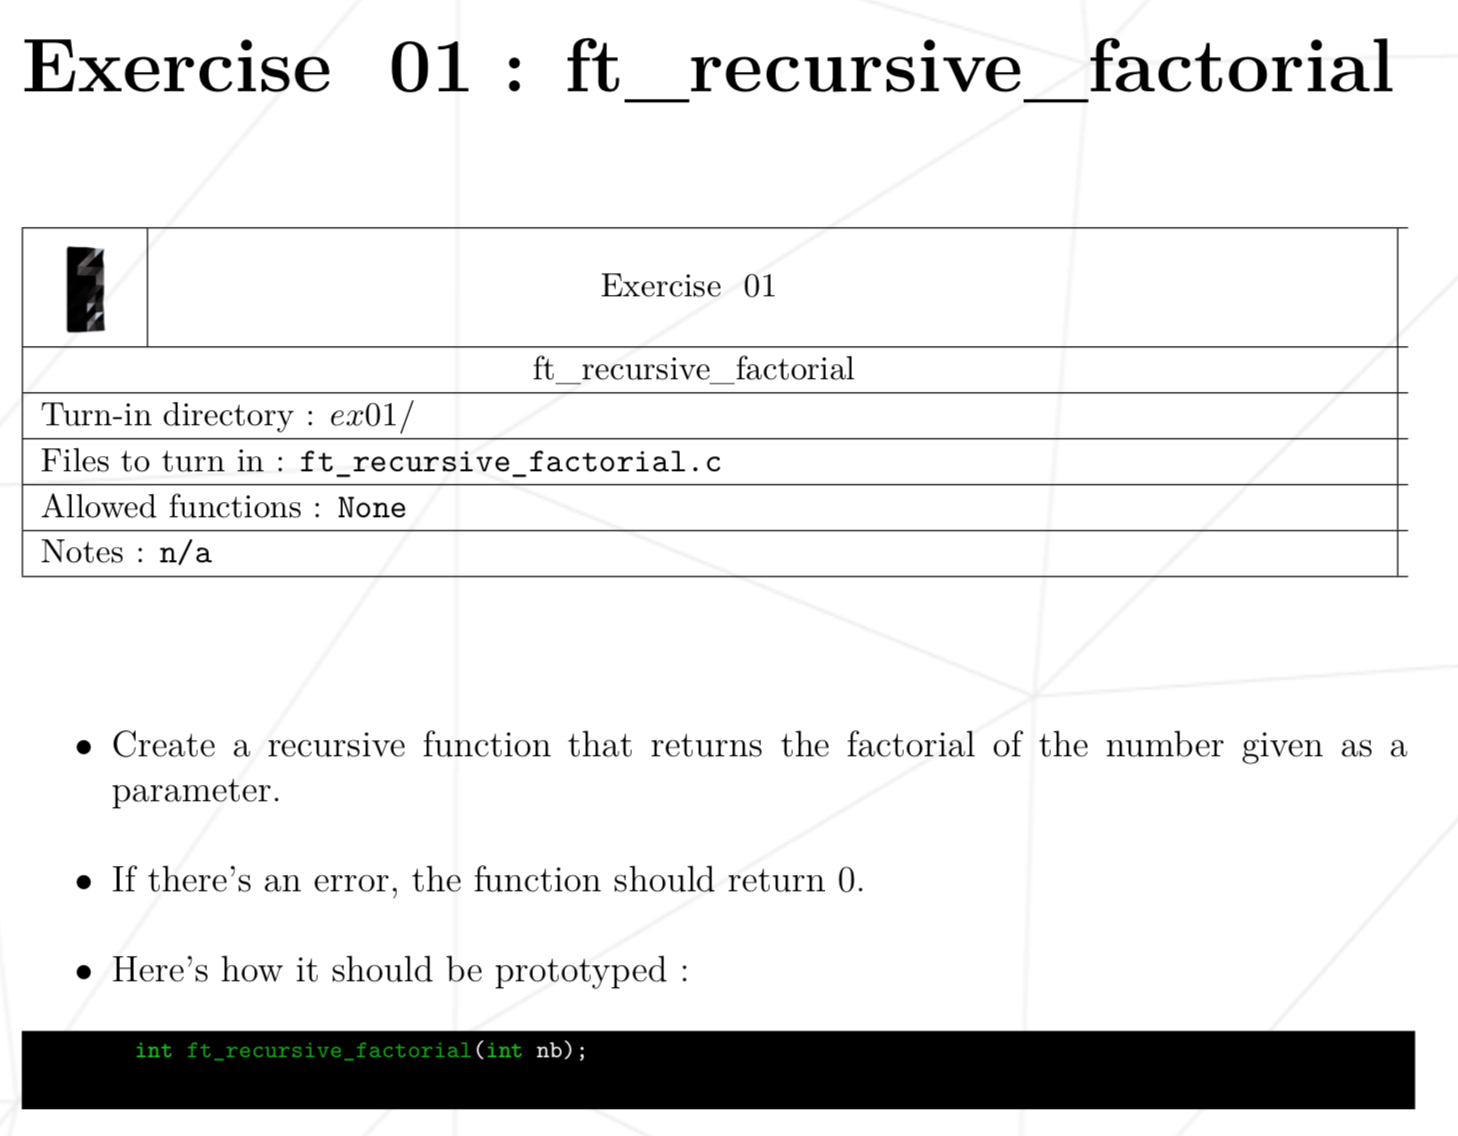 Exercise 01 : ft_recursive_factorial
Exercise 01
ft_recursive_factorial
Turn-in directory : ex01/
Files to turn in : ft_recursive_factorial.c
Allowed functions : None
Notes : n/a
• Create a recursive function that returns the factorial of the number given as a
parameter.
• If there's an error, the function should return 0.
• Here's how it should be prototyped :
int ft_recursive_factorial(int nb);